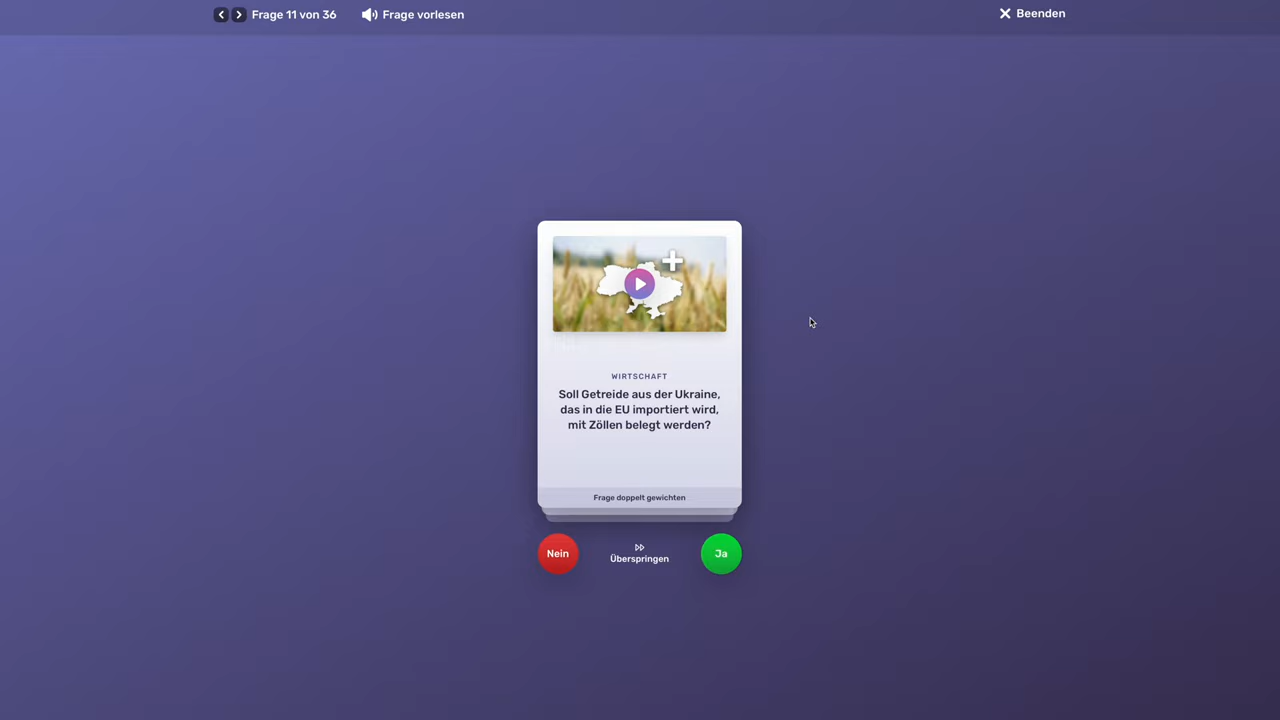 Frage 11 von 36
Frage vorlesen
Beenden
WIRTSCHAFT
Soll Getreide aus der Ukraine,
das in die EU importiert wird,
mit Zöllen belegt werden?
Frage doppelt gewichten
Nein
Überspringen
Ja